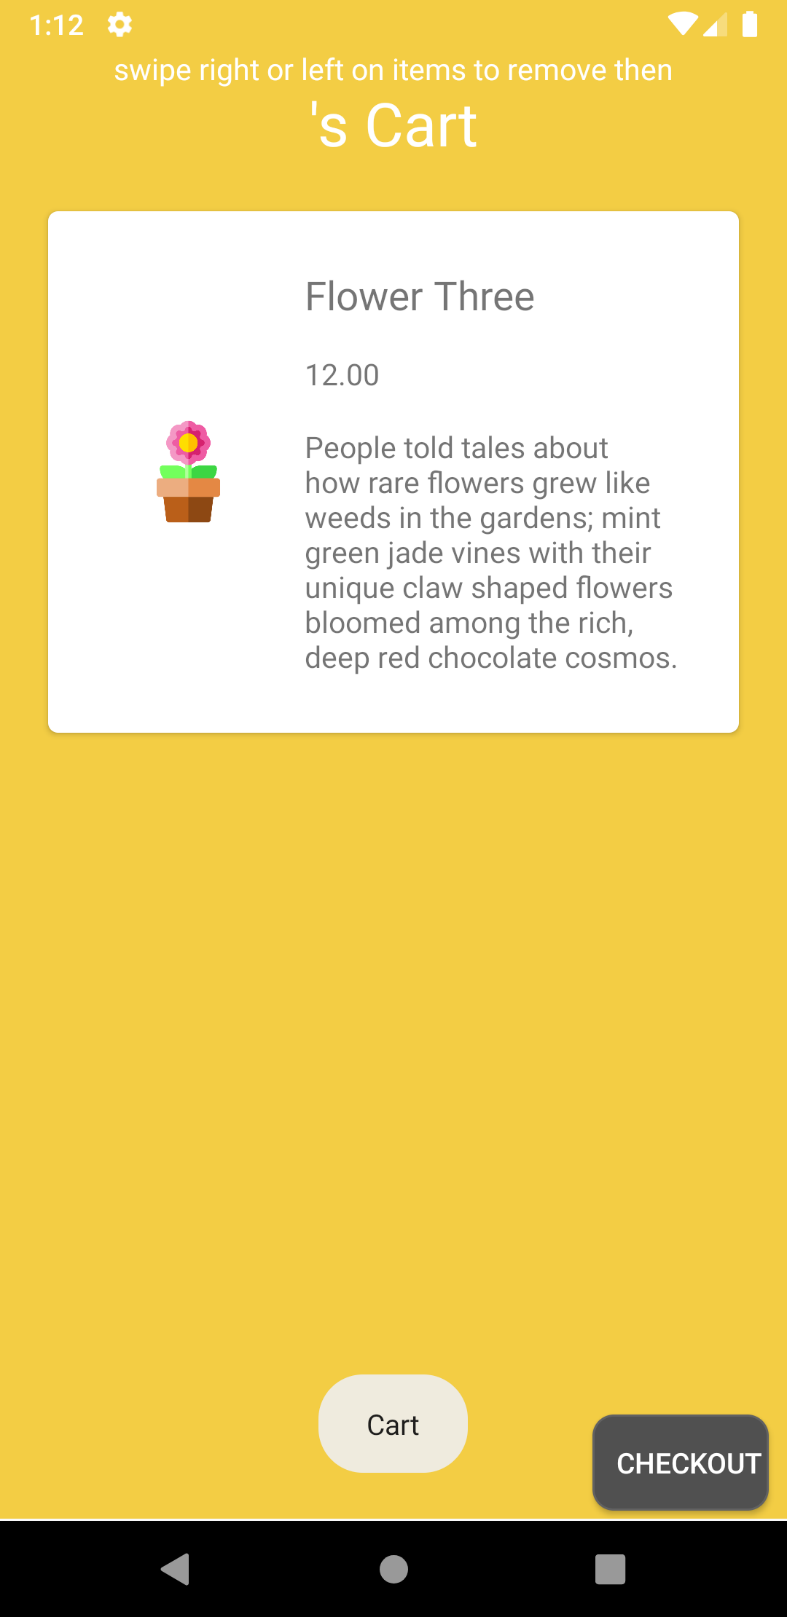 1:12
swipe right or left on items to remove then
's Cart
Flower Three
12.00
People told tales about
how rare flowers grew like
weeds in the gardens; mint
green jade vines with their
unique claw shaped flowers
bloomed among the rich,
deep red chocolate cosmos.
Cart
CHECKOUT